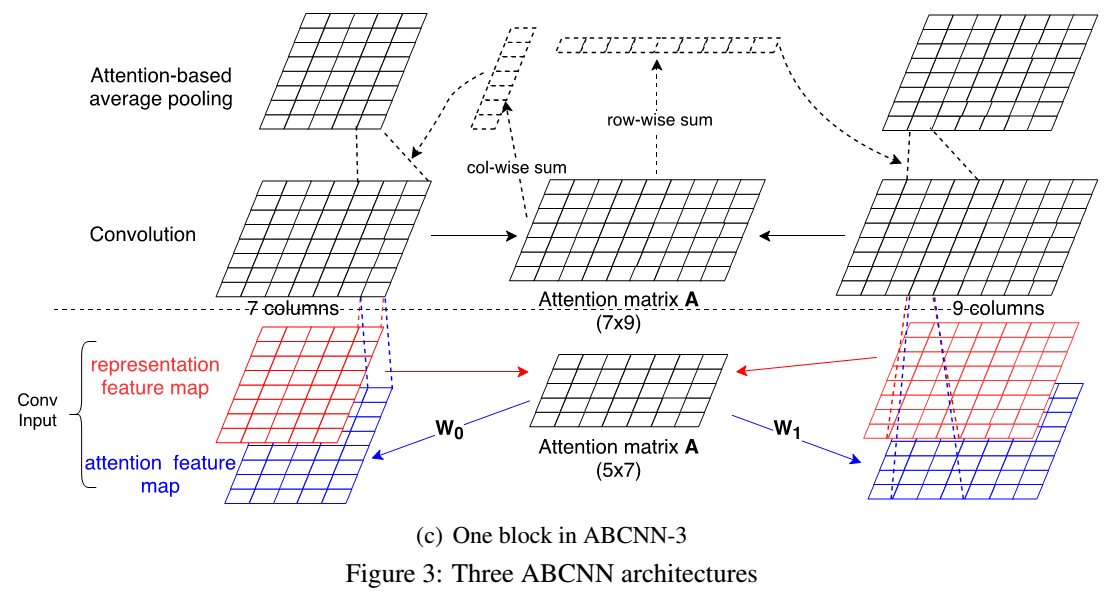 Attention-based
average pooling
row-wise sum
col-wise sum
Convolution
7 columns
Attention matrix A
(7x9)
9 columns
Conv
Input
representation
feature map
W0
W1
Attention matrix A
(5x7)
attention feature
map
(c) One block in ABCNN-3
Figure 3: Three ABCNN architectures